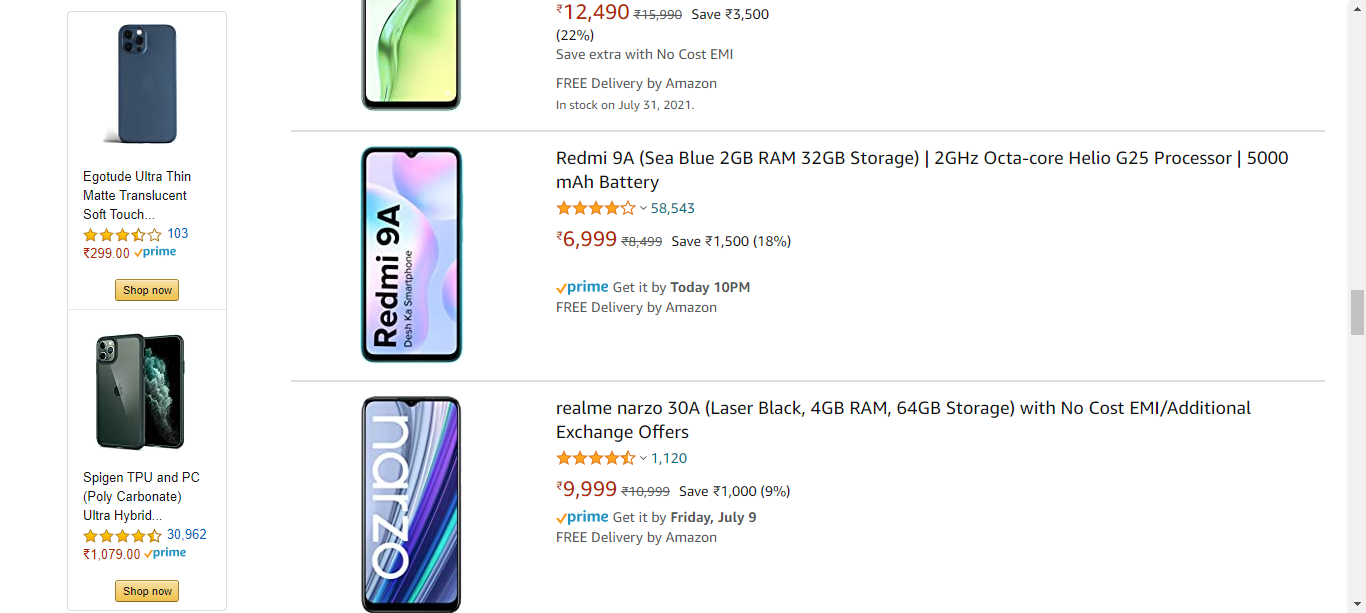 Egotude Ultra Thin
Matte Translucent
Soft Touch...
103
₹299.00 prime
Shop now
Spigen TPU and PC
(Poly Carbonate)
Ultra Hybrid...
30,962
₹1,079.00 prime
Shop now
₹12,490 ₹15,990 Save ₹3,500
(22%)
Save extra with No Cost EMI
FREE Delivery by Amazon
In stock on July 31, 2021.
Redmi 9A
Desh Ka Smartphone
Redmi 9A (Sea Blue 2GB RAM 32GB Storage) | 2GHz Octa-core Helio G25 Processor | 5000
mAh Battery
58,543
₹6,999 ₹8,499 Save ₹1,500 (18%)
prime Get it by Today 10PM
FREE Delivery by Amazon
narzo
realme narzo 30A (Laser Black, 4GB RAM, 64GB Storage) with No Cost EMI/Additional
Exchange Offers
1,120
₹9,999 ₹10,999 Save ₹1,000 (9%)
prime Get it by Friday, July 9
FREE Delivery by Amazon